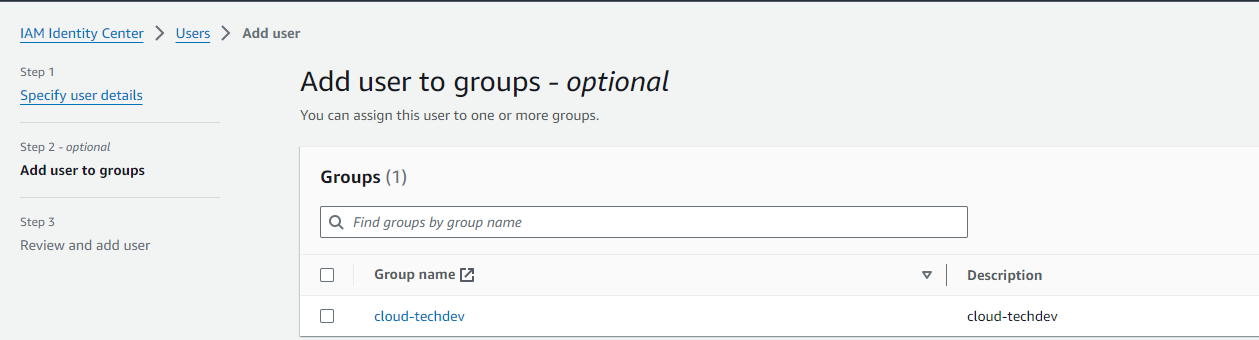 IAM Identity Center > Users > Add user
Step 1
Specify user details
Step 2 - optional
Add user to groups
Step 3
Review and add user
Add user to groups - optional
You can assign this user to one or more groups.
Groups (1)
Find groups by group name
Group name Description
cloud-techdev cloud-techdev